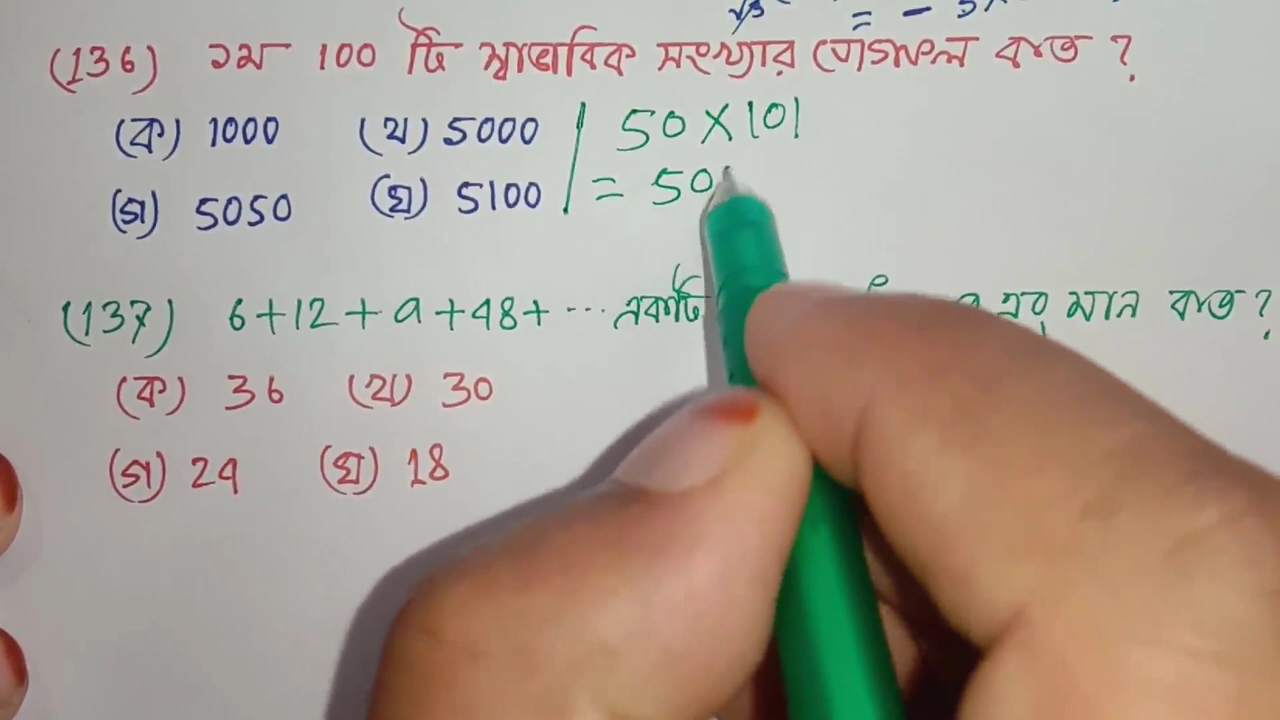 (136) ১ম 100 টি স্বাভাবিক সংখ্যার যোগফল কত ?
(ক) 1000 (খ) 5000 50×101
(গ) 5050 (ঘ) 5100 = 50
(137) 6+12+a+48+ ··· একটি এর মান কত?
(ক) 36 (খ) 30
(গ) 24 (ঘ) 18